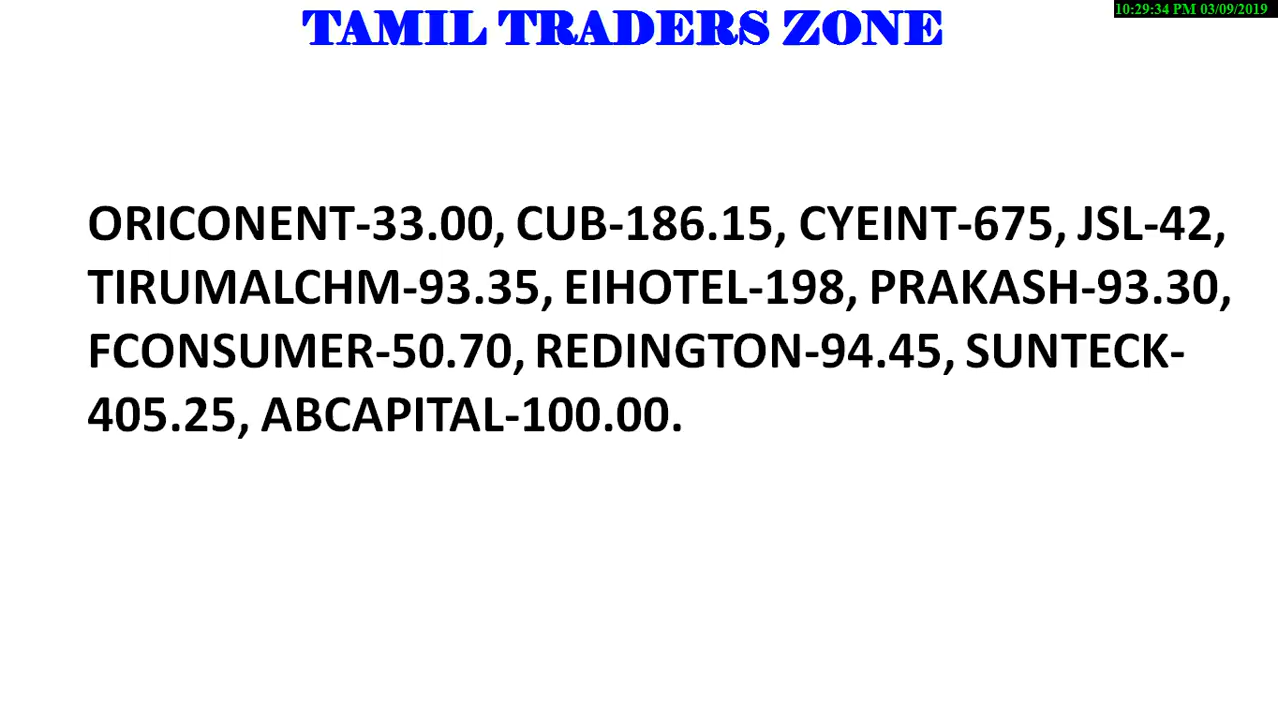 TAMIL TRADERS ZONE
10:29:34 PM 03/09/2019
ORICONENT-33.00, CUB-186.15, CYEINT-675, JSL-42,
TIRUMALCHM-93.35, EIHOTEL-198, PRAKASH-93.30,
FCONSUMER-50.70, REDINGTON-94.45, SUNTECK-
405.25, ABCAPITAL-100.00.